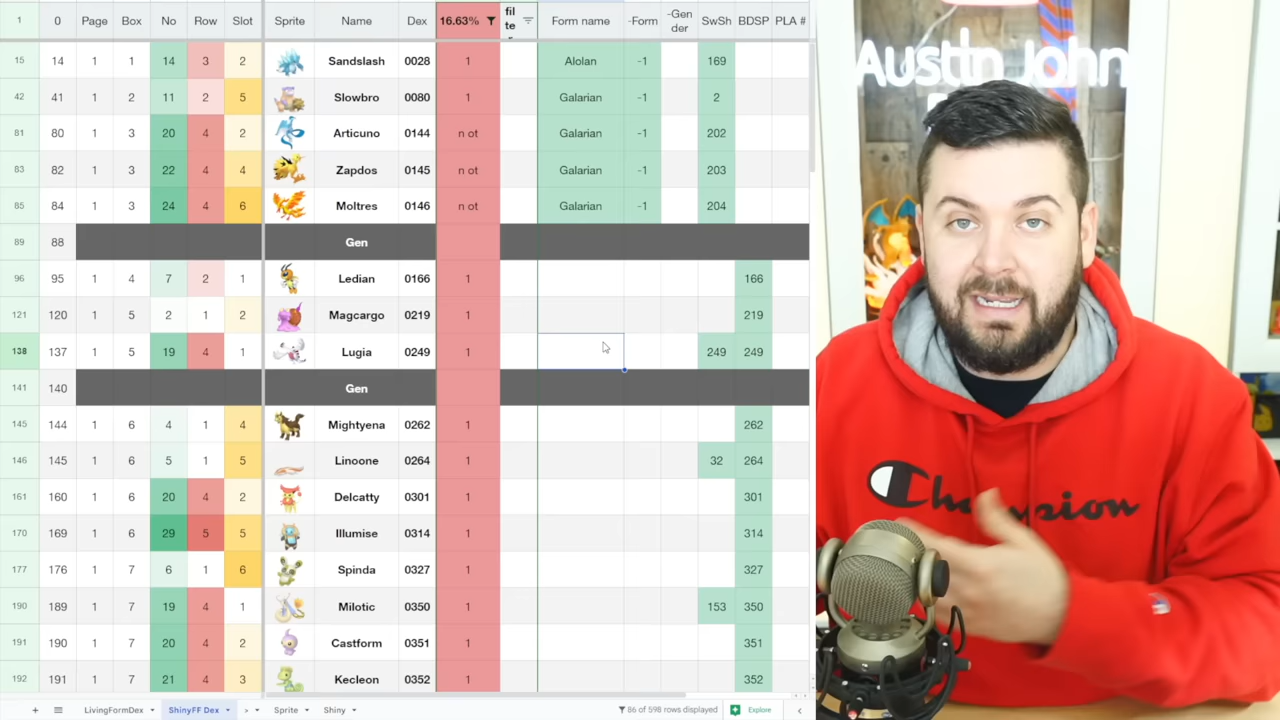 1 0 Page Box No Row Slot Sprite Name Dex 16.63% filter Form name -Form -Gender SwSh BDSP PLA #
15 14 1 1 14 3 2 Sandslash 0028 1 Alolan -1 169
42 41 1 2 11 2 5 Slowbro 0080 1 Galarian -1 2
81 80 1 3 20 4 2 Articuno 0144 n ot Galarian -1 202
83 82 1 3 22 4 4 Zapdos 0145 n ot Galarian -1 203
85 84 1 3 24 4 6 Moltres 0146 n ot Galarian -1 204
89 88 Gen
96 95 1 4 7 2 1 Ledian 0166 1 166
121 120 1 5 2 1 2 Magcargo 0219 1 219
138 137 1 5 19 4 1 Lugia 0249 1 249 249
141 140 Gen
145 144 1 6 4 1 4 Mightyena 0262 1 262
146 145 1 6 5 1 5 Linoone 0264 1 32 264
161 160 1 6 20 4 2 Delcatty 0301 1 301
170 169 1 6 29 5 5 Illumise 0314 1 314
177 176 1 7 6 1 6 Spinda 0327 1 327
190 189 1 7 19 4 1 Milotic 0350 1 153 350
191 190 1 7 20 4 2 Castform 0351 1 351
192 191 1 7 21 4 3 Kecleon 0352 1 352
LivingFormDex ShinyFF Dex > Sprite Shiny 86 of 598 rows displayed Explore
Austin John
Champion